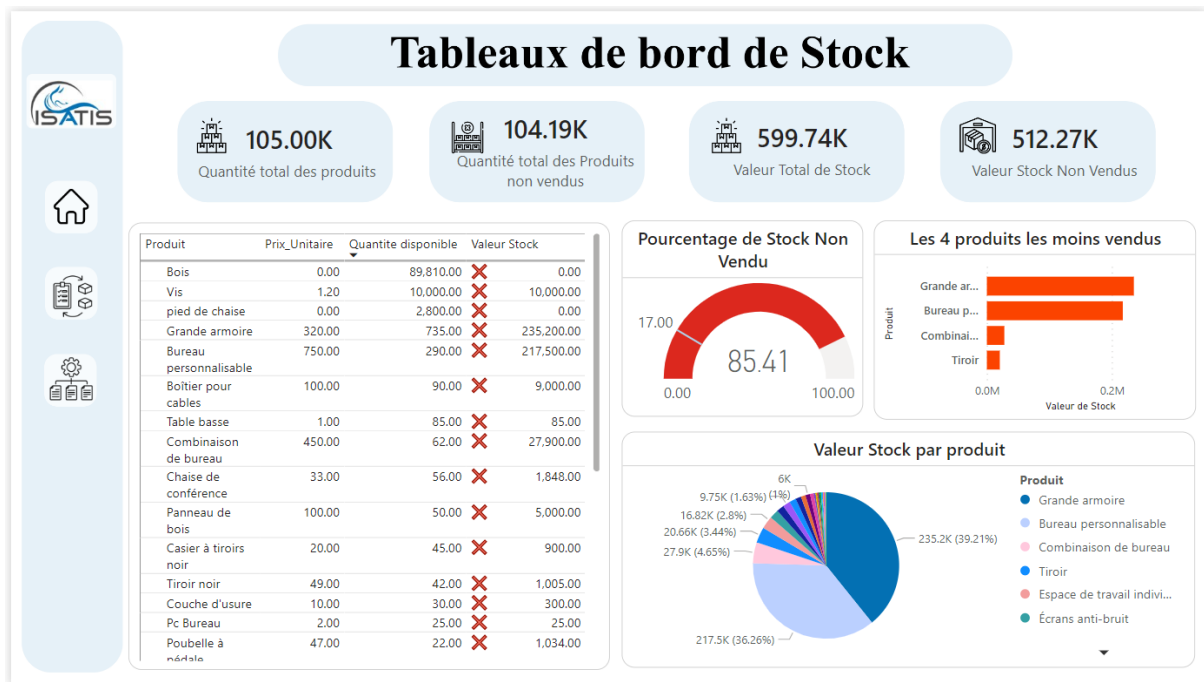 Tableaux de bord de Stock
ISATIS
105.00K
Quantité total des produits
104.19K
Quantité total des Produits
non vendus
599.74K
Valeur Total de Stock
512.27K
Valeur Stock Non Vendus
Produit Prix_Unitaire Quantite disponible Valeur Stock
Bois 0.00 89,810.00 0.00
Vis 1.20 10,000.00 10,000.00
pied de chaise 0.00 2,800.00 0.00
Grande armoire 320.00 735.00 235,200.00
Bureau 750.00 290.00 217,500.00
personnalisable
Boîtier pour 100.00 90.00 9,000.00
cables
Table basse 1.00 85.00 85.00
Combinaison 450.00 62.00 27,900.00
de bureau
Chaise de 33.00 56.00 1,848.00
conférence
Panneau de 100.00 50.00 5,000.00
bois
Casier à tiroirs 20.00 45.00 900.00
noir
Tiroir noir 49.00 42.00 1,005.00
Couche d'usure 10.00 30.00 300.00
Pc Bureau 2.00 25.00 25.00
Poubelle à 47.00 22.00 1,034.00
pédale
Pourcentage de Stock Non
Vendu
17.00
85.41
0.00 100.00
Les 4 produits les moins vendus
Produit
Grande ar...
Bureau p...
Combinai...
Tiroir
0.0M 0.2M
Valeur de Stock
Valeur Stock par produit
6K
(1%)
9.75K (1.63%)
16.82K (2.8%)
20.66K (3.44%)
27.9K (4.65%)
217.5K (36.26%)
235.2K (39.21%)
Produit
Grande armoire
Bureau personnalisable
Combinaison de bureau
Tiroir
Espace de travail indivi...
Écrans anti-bruit